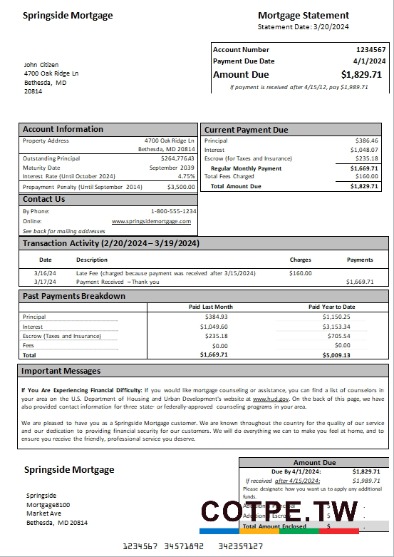 Springside Mortgage
Mortgage Statement
Statement Date: 3/20/2024
Account Number 1234567
Payment Due Date 4/1/2024
Amount Due $1,829.71
If payment is received after 4/15/12, pay $1,989.71
John Citizen
4700 Oak Ridge Ln
Bethesda, MD
20814
Account Information
Property Address 4700 Oak Ridge Ln
Bethesda, MD 20814
Outstanding Principal $264,776.43
Maturity Date September 2039
Interest Rate (Until October 2024) 4.75%
Prepayment Penalty (Until September 2014) $3,500.00
Contact Us
By Phone: 1-800-555-1234
Online: www.springsidemortgage.com
See back for mailing addresses
Current Payment Due
Principal $386.46
Interest $1,048.07
Escrow (for Taxes and Insurance) $235.18
Regular Monthly Payment $1,669.71
Total Fees Charged $160.00
Total Amount Due $1,829.71
Transaction Activity (2/20/2024– 3/19/2024)
Date Description Charges Payments
3/16/24 Late Fee (charged because payment was received after 3/15/2024) $160.00
3/17/24 Payment Received – Thank you $1,669.71
Past Payments Breakdown
Paid Last Month Paid Year to Date
Principal $384.93 $1,150.25
Interest $1,049.60 $3,153.34
Escrow (Taxes and Insurance) $235.18 $705.54
Fees $0.00 $0.00
Total $1,669.71 $5,009.13
Important Messages
If You Are Experiencing Financial Difficulty: If you would like mortgage counseling or assistance, you can find a list of counselors in
your area on the U.S. Department of Housing and Urban Development's website at www.hud.gov. On the back of this page, we have
also provided contact information for three state- or federally-approved counseling programs in your area.
We are pleased to have you as a Springside Mortgage customer. We are known throughout the country for the quality of our service
and our dedication to providing financial security for our customers. We will do everything we can to make you feel at home, and to
ensure you receive the friendly, professional service you deserve.
Springside Mortgage
Springside
Mortgage8100
Market Ave
Bethesda, MD20814
Amount Due
Due By 4/1/2024: $1,829.71
If received after 4/15/2024: $1,989.71
Please designate how you want us to apply any additional
funds.
Total Amount Enclosed $
COTPE.TW
1234567 34571892 342359127